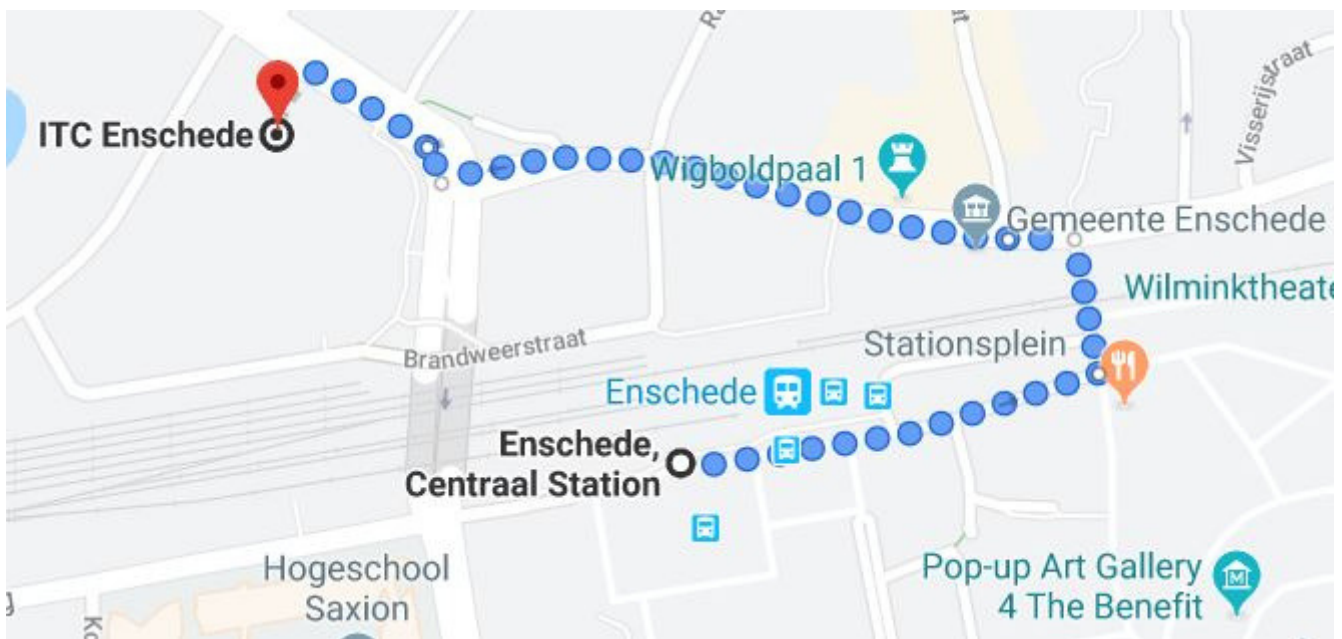 ITC Enschede
Wigboldpaal 1
Visserijstraat
Gemeente Enschede
Wilminktheate
Stationsplein
Brandweerstraat
Enschede
Enschede,
Centraal Station
Hogeschool
Saxion
Pop-up Art Gallery
4 The Benefit
M